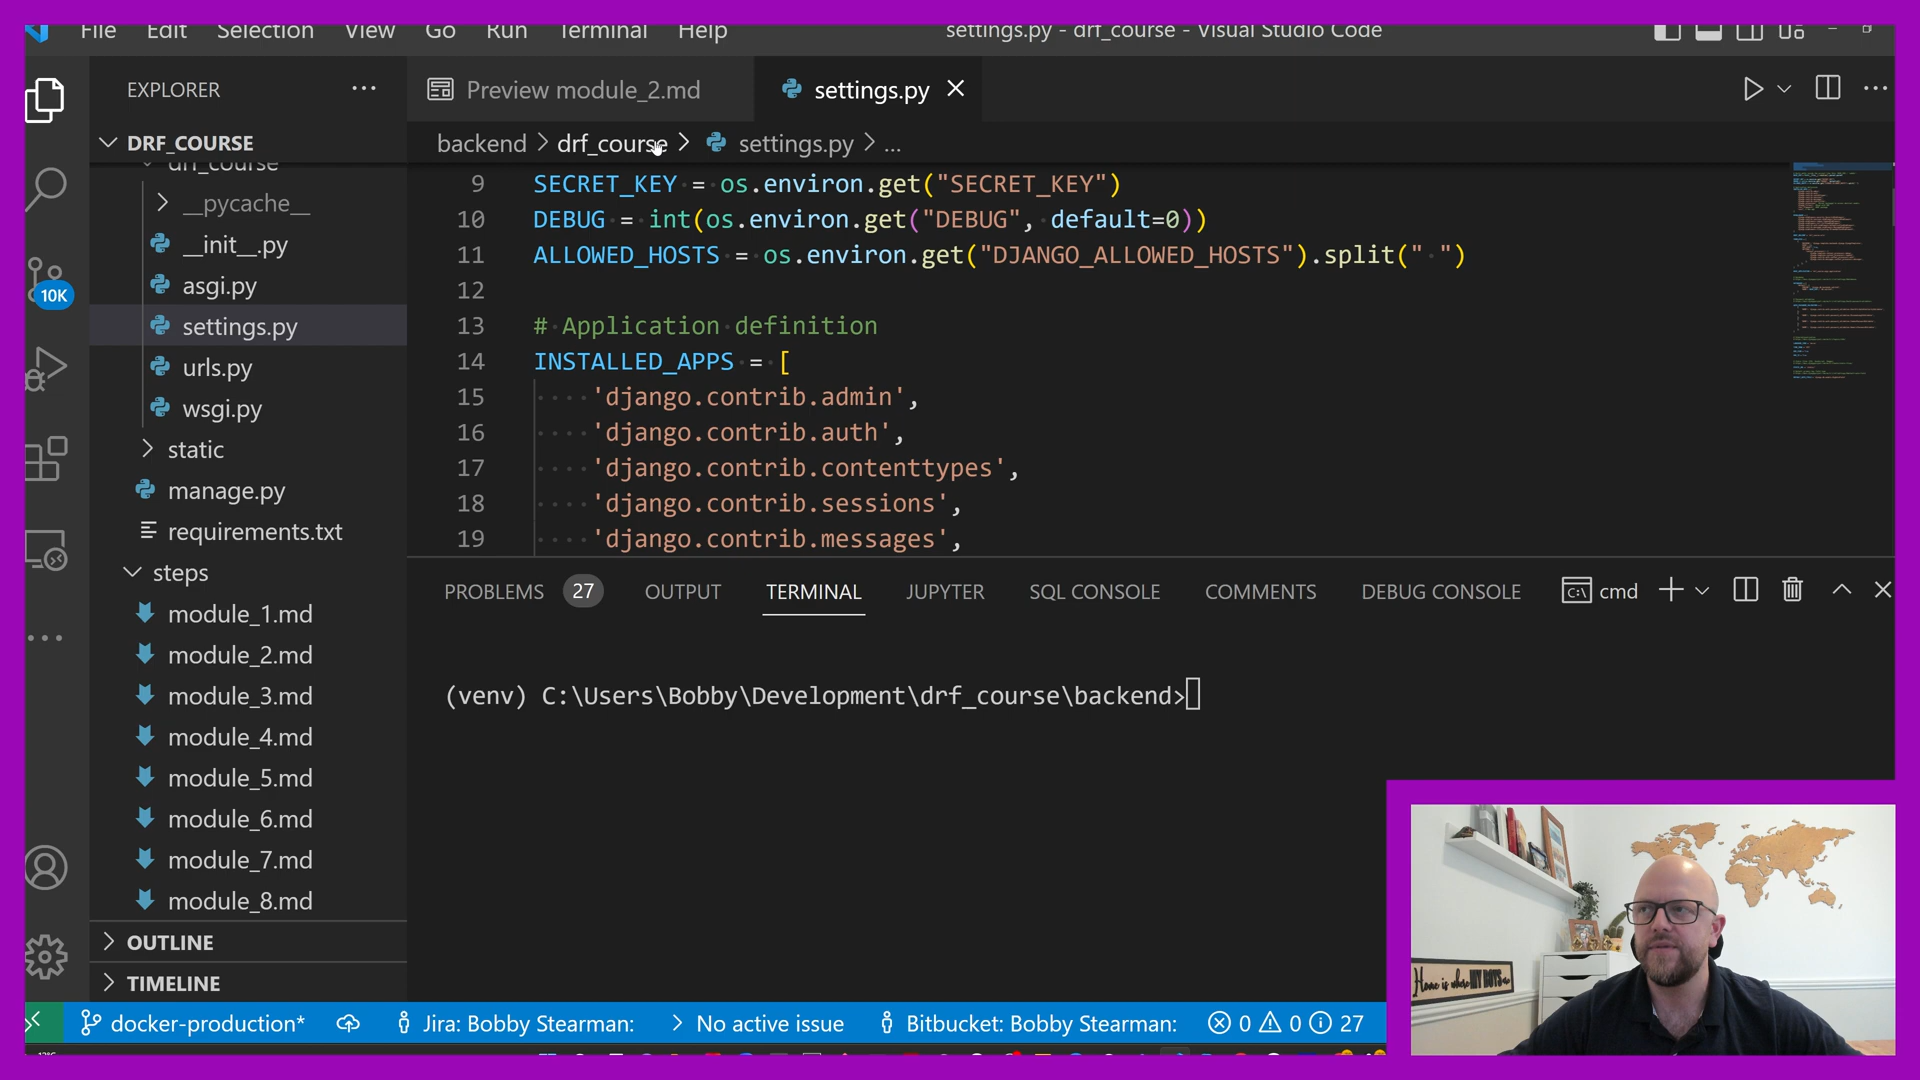 File Edit Selection View Go Run Terminal Help settings.py - drf_course - Visual Studio Code
EXPLORER ···
Preview module_2.md
settings.py
DRF_COURSE
backend > drf_course > settings.py > ...
drf_course
__pycache__
__init__.py
asgi.py
settings.py
urls.py
wsgi.py
static
manage.py
requirements.txt
steps
module_1.md
module_2.md
module_3.md
module_4.md
module_5.md
module_6.md
module_7.md
module_8.md
OUTLINE
TIMELINE
9 SECRET_KEY = os.environ.get("SECRET_KEY")
10 DEBUG = int(os.environ.get("DEBUG", default=0))
11 ALLOWED_HOSTS = os.environ.get("DJANGO_ALLOWED_HOSTS").split(" ")
12
13 # Application definition
14 INSTALLED_APPS = [
15 'django.contrib.admin',
16 'django.contrib.auth',
17 'django.contrib.contenttypes',
18 'django.contrib.sessions',
19 'django.contrib.messages',
PROBLEMS 27 OUTPUT TERMINAL JUPYTER SQL CONSOLE COMMENTS DEBUG CONSOLE cmd
(venv) C:\Users\Bobby\Development\drf_course\backend>
10K
Home is where MY BOYS
docker-production* Jira: Bobby Stearman: No active issue Bitbucket: Bobby Stearman: 0 0 27